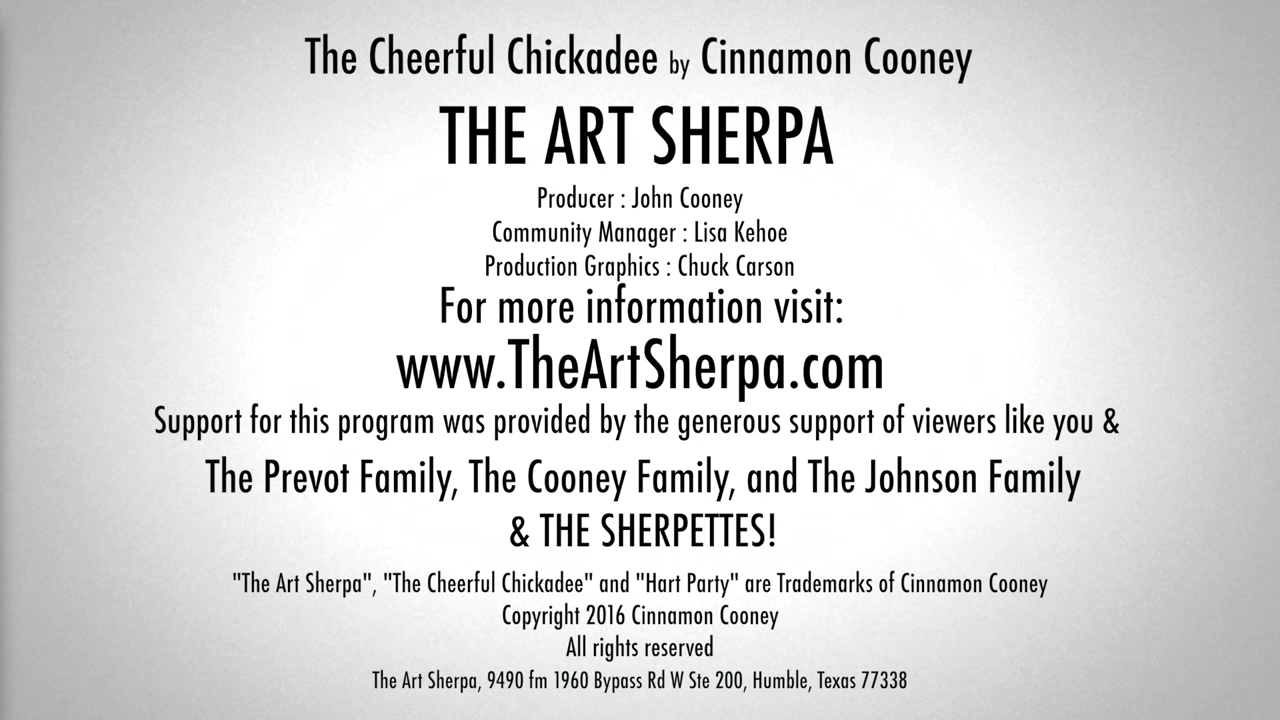 The Cheerful Chickadee by Cinnamon Cooney
THE ART SHERPA
Producer : John Cooney
Community Manager : Lisa Kehoe
Production Graphics : Chuck Carson
For more information visit:
www.TheArtSherpa.com
Support for this program was provided by the generous support of viewers like you &
The Prevot Family, The Cooney Family, and The Johnson Family
& THE SHERPETTES!
"The Art Sherpa", "The Cheerful Chickadee" and "Hart Party" are Trademarks of Cinnamon Cooney
Copyright 2016 Cinnamon Cooney
All rights reserved
The Art Sherpa, 9490 fm 1960 Bypass Rd W Ste 200, Humble, Texas 77338